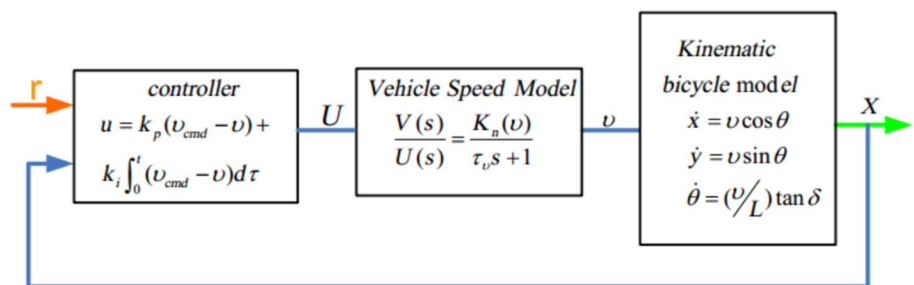 r
controller
u = k_p(υ_cmd − υ) +
k_i ∫_0^t (υ_cmd − υ)dτ
U
Vehicle Speed Model
V(s)/U(s) = K_n(υ)/(τ_υ s + 1)
υ
Kinematic
bicycle model
ẋ = υ cos θ
ẏ = υ sin θ
θ̇ = (υ/L) tan δ
X